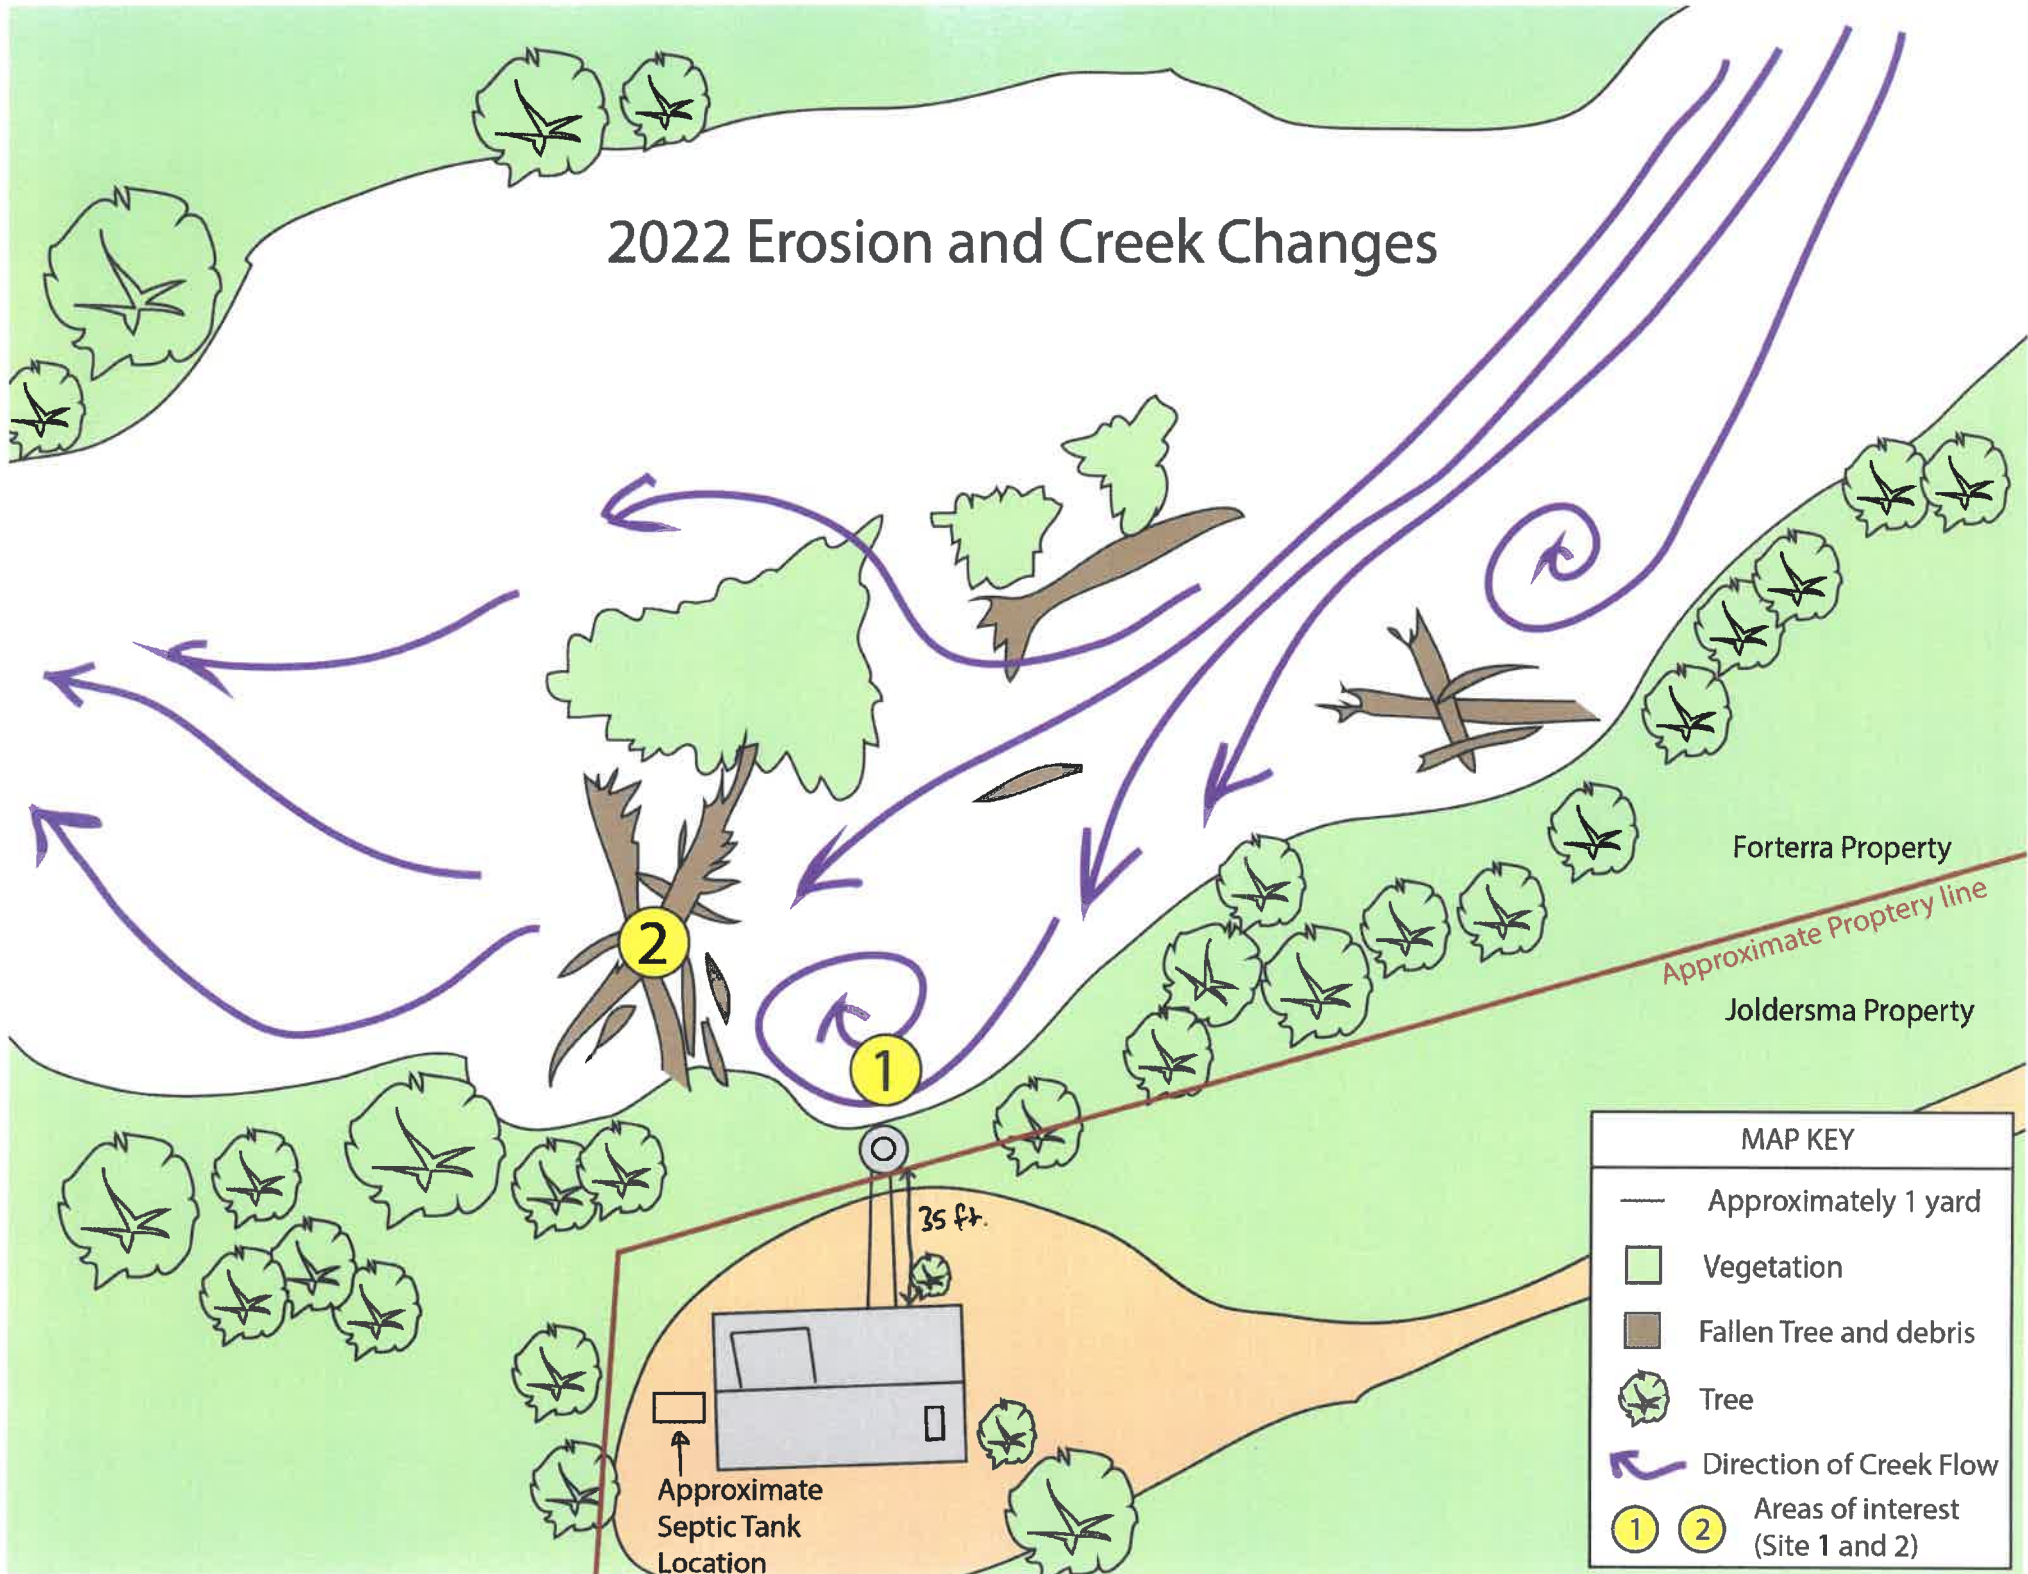 2022 Erosion and Creek Changes
Forterra Property
Approximate Proptery line
Joldersma Property
2
1
35 ft.
Approximate
Septic Tank
Location
MAP KEY
Approximately 1 yard
Vegetation
Fallen Tree and debris
Tree
Direction of Creek Flow
1 2 Areas of interest
(Site 1 and 2)